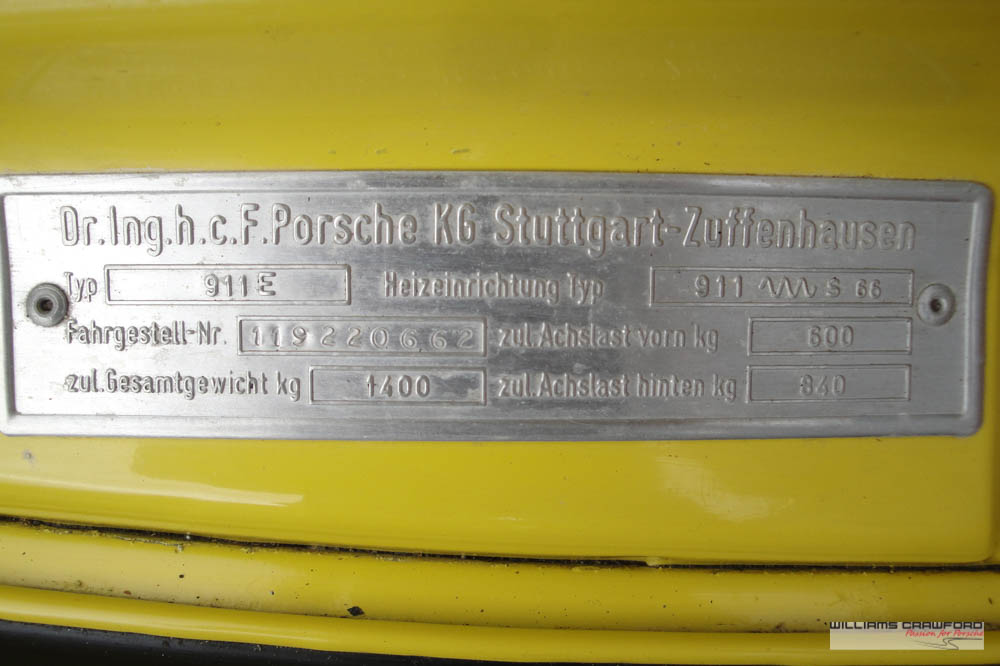 Dr.Ing.h.c.F.Porsche KG Stuttgart-Zuffenhausen
Typ 911E Heizeinrichtung Typ 911 S 66
Fahrgestell-Nr. 119220662 zul.Achslast vorn kg 600
zul.Gesamtgewicht kg 1400 zul.Achslast hinten kg 840
WILLIAMS CRAWFORD
Passion for Porsche